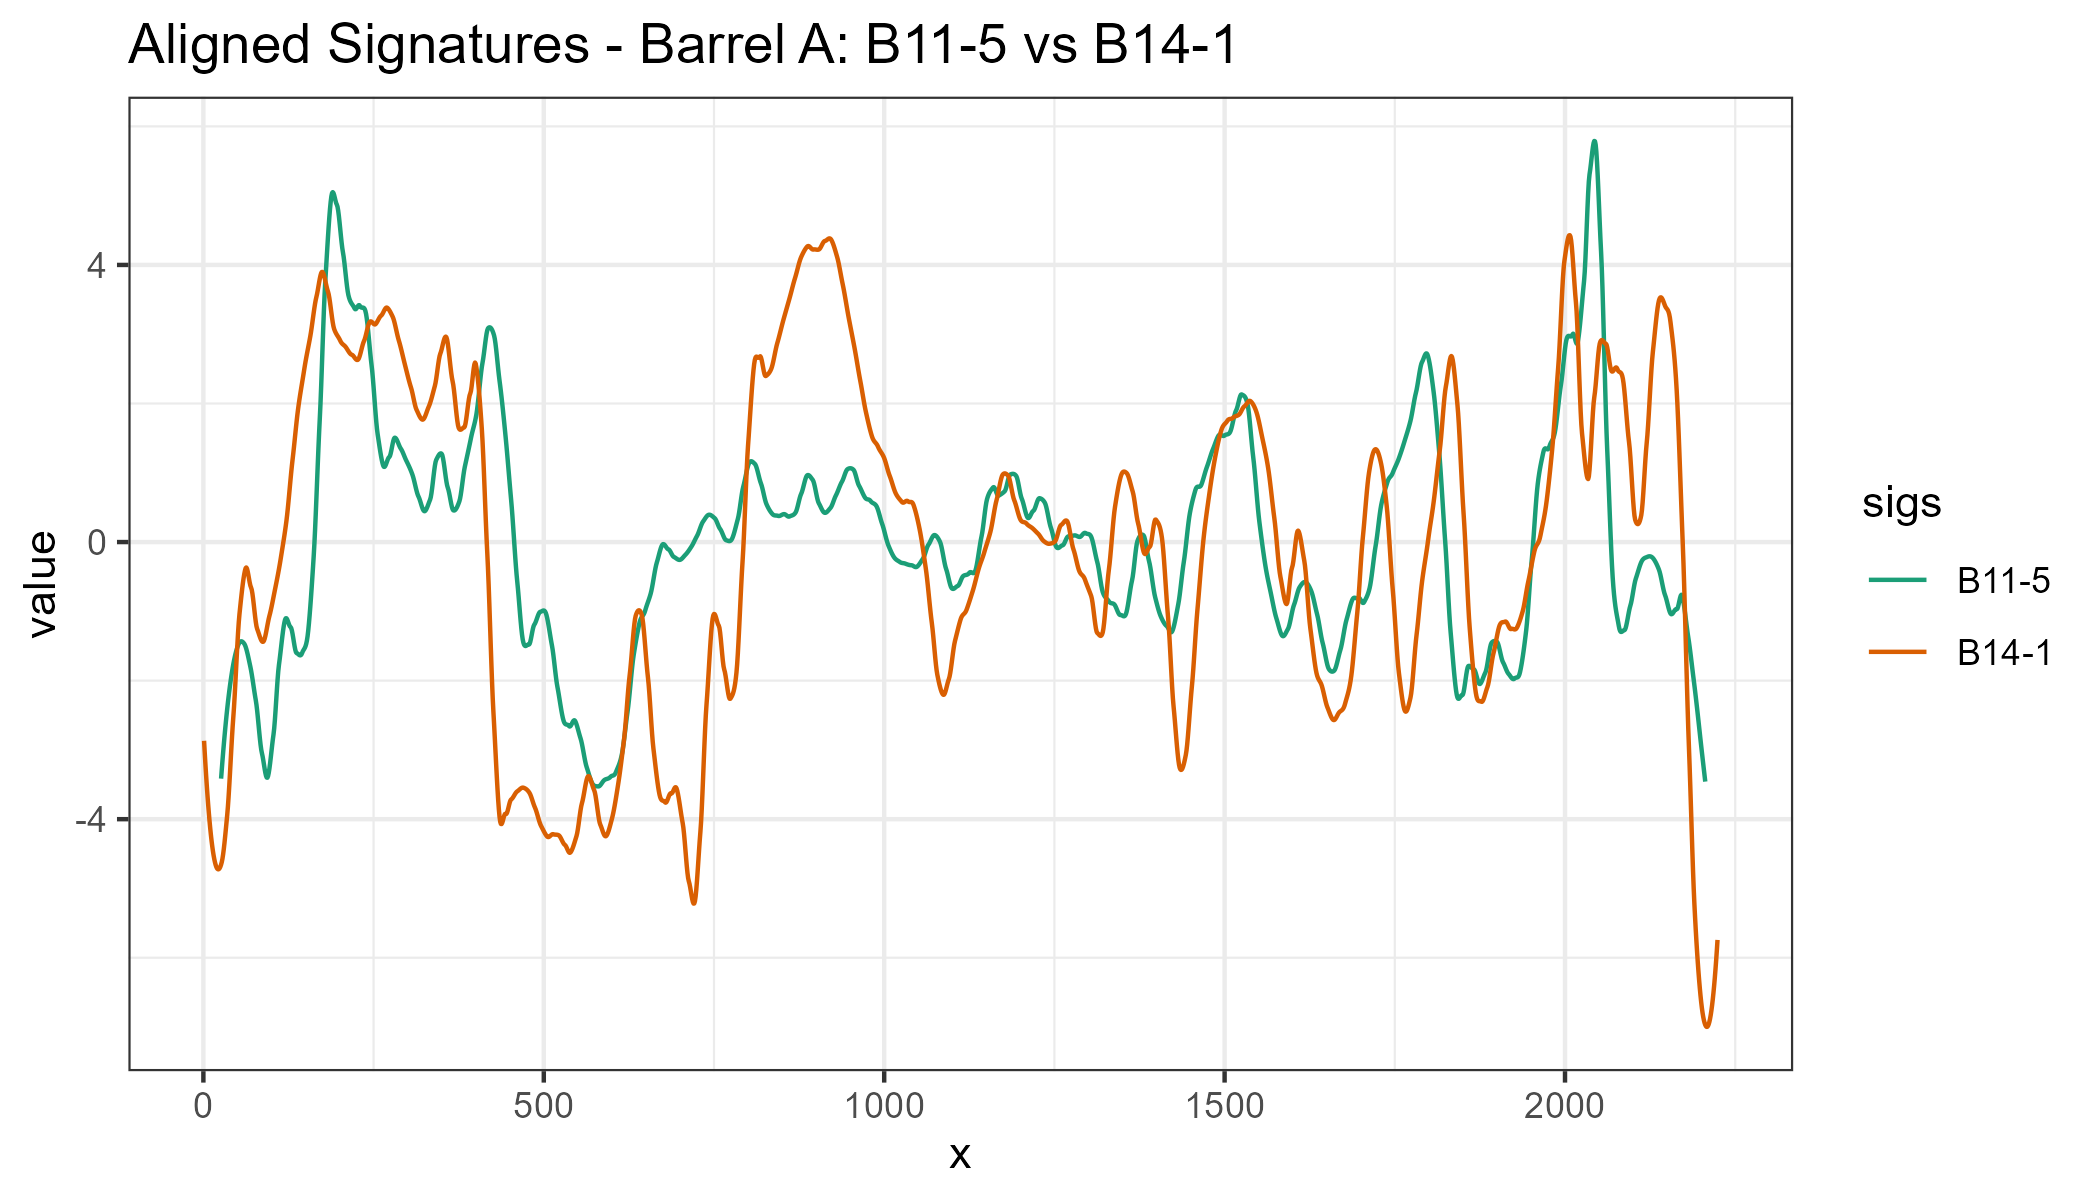 Aligned Signatures - Barrel A: B11-5 vs B14-1
value
4
0
-4
0 500 1000 1500 2000
x
sigs
B11-5
B14-1